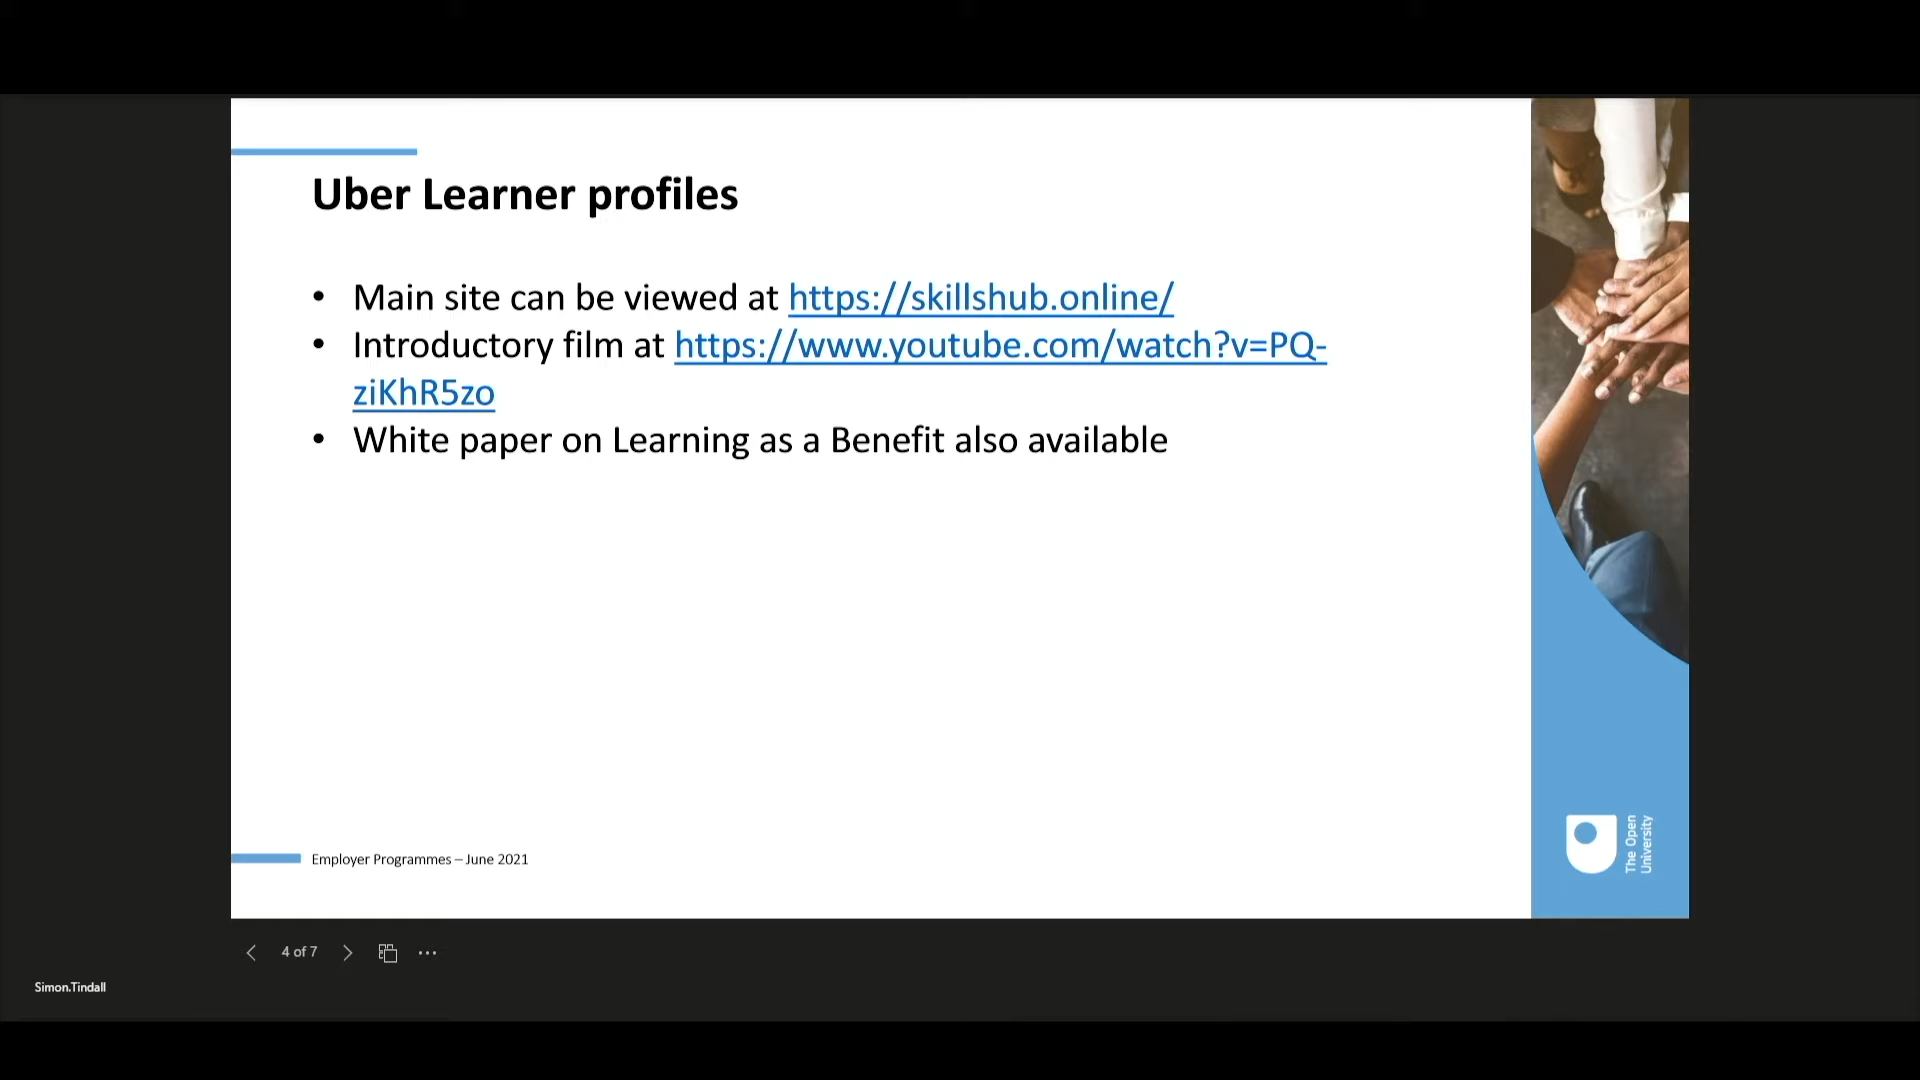 Uber Learner profiles
• Main site can be viewed at https://skillshub.online/
• Introductory film at https://www.youtube.com/watch?v=PQ-
ziKhR5zo
• White paper on Learning as a Benefit also available
Employer Programmes – June 2021
The Open
University
4 of 7
Simon.Tindall